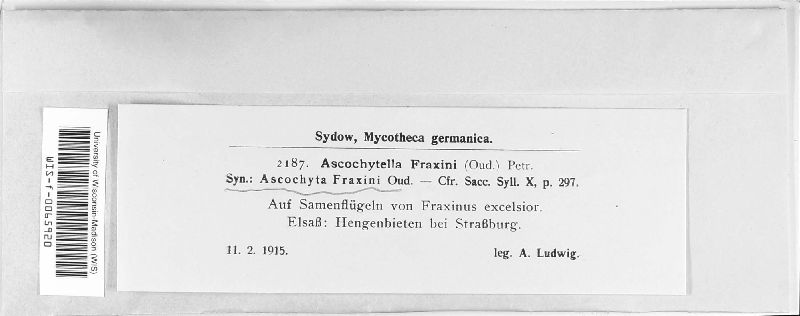 Sydow, Mycotheca germanica.
2187. Ascochytella Fraxini (Oud.) Petr.
Syn.: Ascochyta Fraxini Oud. — Cfr. Sacc. Syll. X, p. 297.
Auf Samenflügeln von Fraxinus excelsior.
Elsaß: Hengenbieten bei Straßburg.
11. 2. 1915. leg. A. Ludwig.
University of Wisconsin-Madison (WIS)
WIS-f-0065920